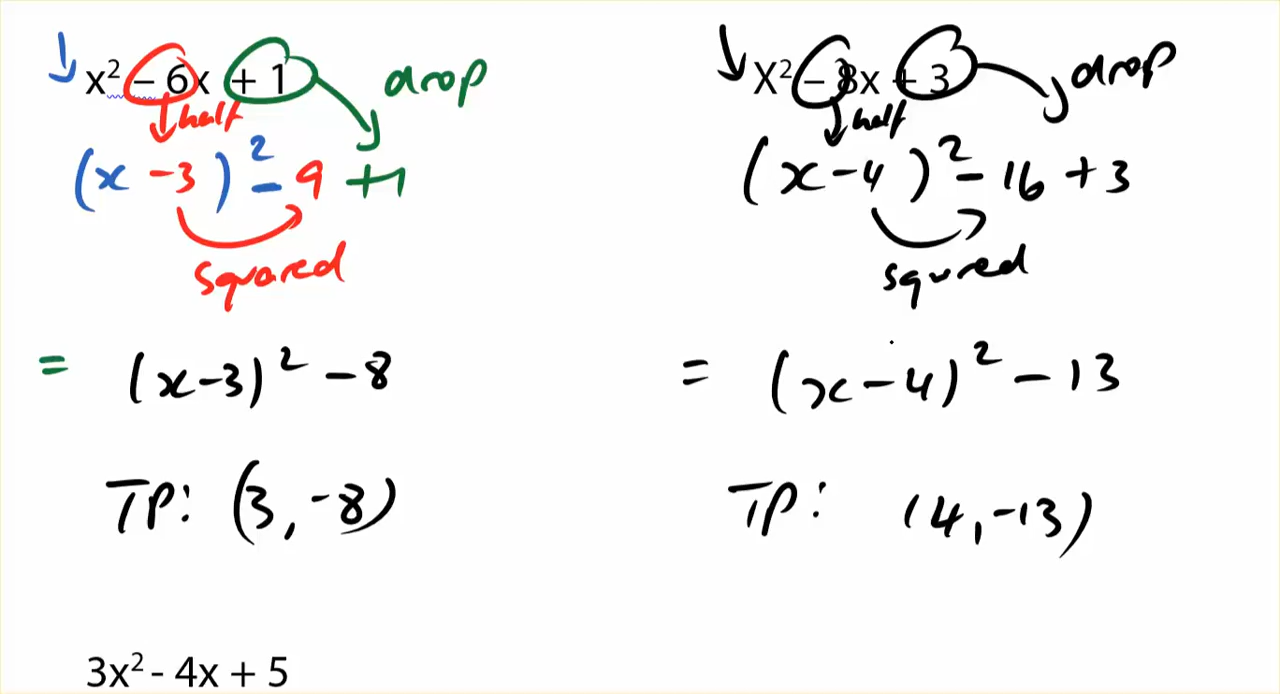 x² - 6x + 1
drop
half
(x - 3)² - 9 + 1
squared
= (x - 3)² - 8
TP: (3, -8)
X² - 8x + 3
drop
half
(x - 4)² - 16 + 3
squred
= (x - 4)² - 13
TP: (4, -13)
3x² - 4x + 5